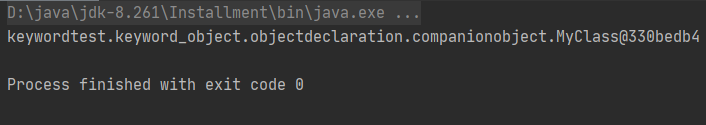 D:\java\jdk-8.261\Installment\bin\java.exe ...
keywordtest.keyword_object.objectdeclaration.companionobject.MyClass@330bedb4
Process finished with exit code 0